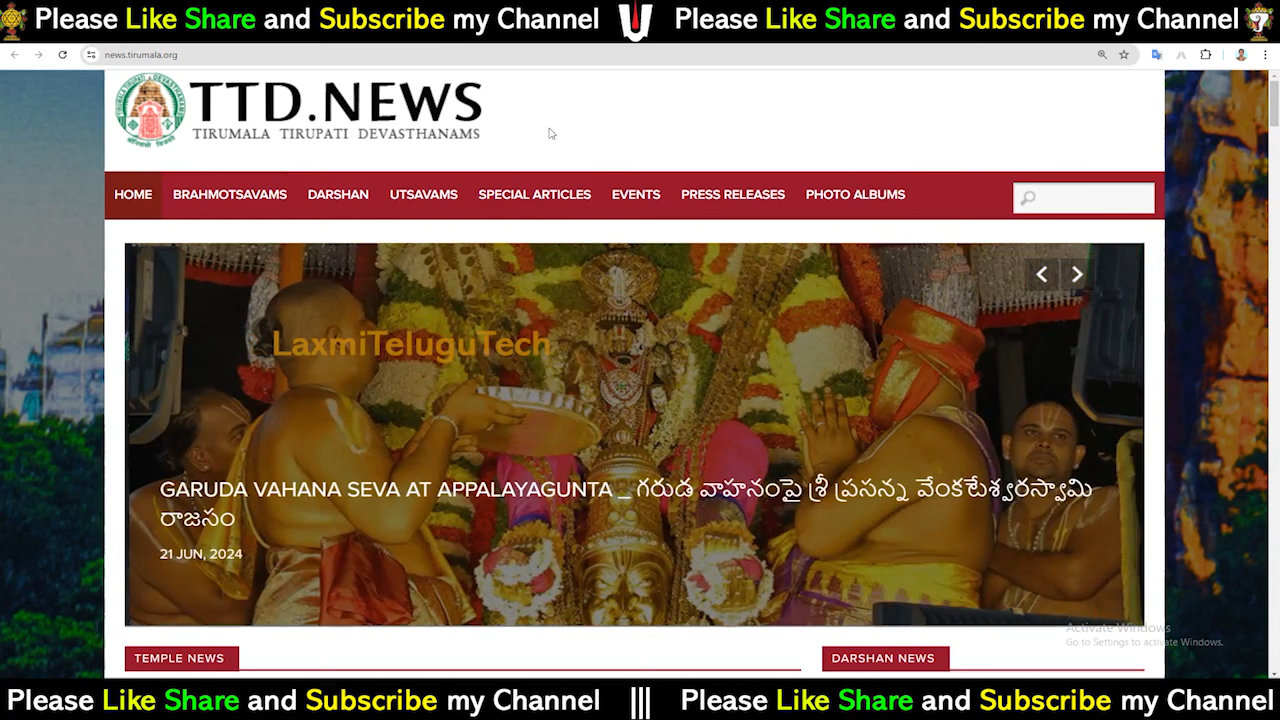 Please Like Share and Subscribe my Channel Please Like Share and Subscribe my Channel
news.tirumala.org
TTD.NEWS
TIRUMALA TIRUPATI DEVASTHANAMS
HOME BRAHMOTSAVAMS DARSHAN UTSAVAMS SPECIAL ARTICLES EVENTS PRESS RELEASES PHOTO ALBUMS
LaxmiTeluguTech
GARUDA VAHANA SEVA AT APPALAYAGUNTA _ గరుడ వాహనంపై శ్రీ ప్రసన్న వేంకటేశ్వరస్వామి
రాజసం
21 JUN, 2024
Activate Windows
Go to Settings to activate Windows.
TEMPLE NEWS DARSHAN NEWS
Please Like Share and Subscribe my Channel ||| Please Like Share and Subscribe my Channel